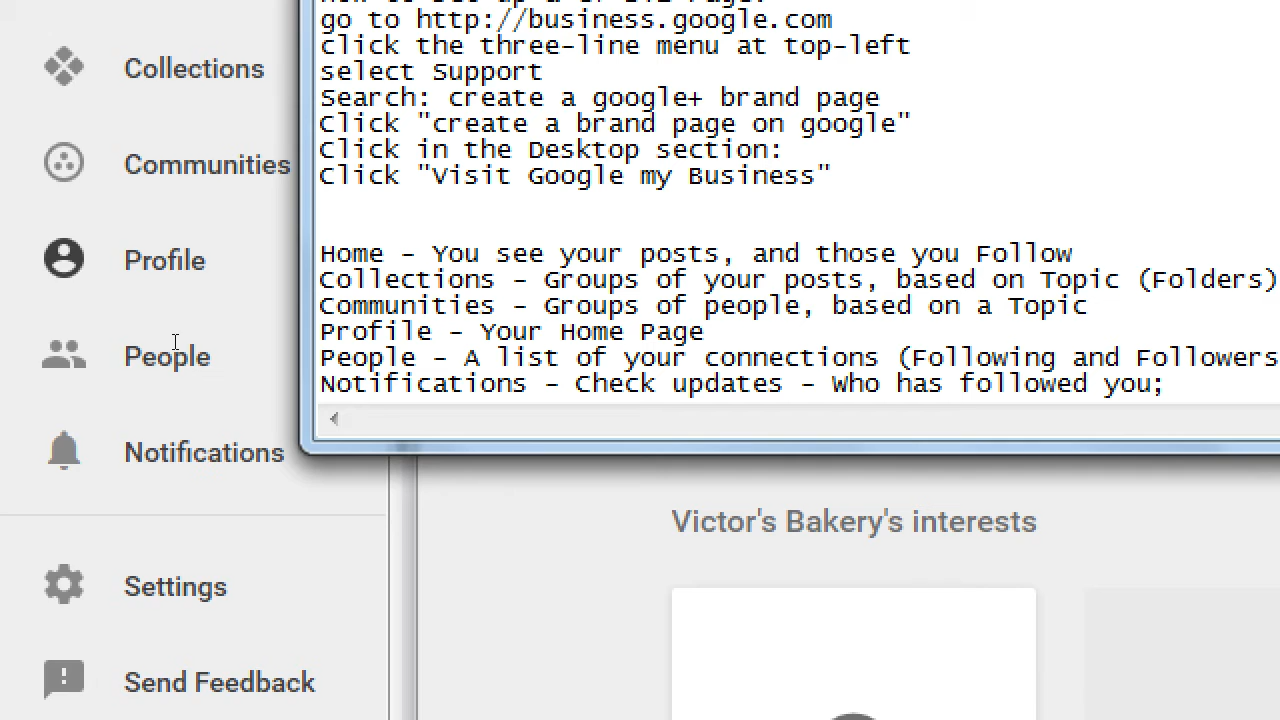 Collections
Communities
Profile
People
Notifications
Settings
Send Feedback
go to http://business.google.com
click the three-line menu at top-left
select Support
Search: create a google+ brand page
Click "create a brand page on google"
Click in the Desktop section:
Click "Visit Google my Business"
Home - You see your posts, and those you Follow
Collections - Groups of your posts, based on Topic (Folders)
Communities - Groups of people, based on a Topic
Profile - Your Home Page
People - A list of your connections (Following and Followers
Notifications - Check updates - Who has followed you;
Victor's Bakery's interests